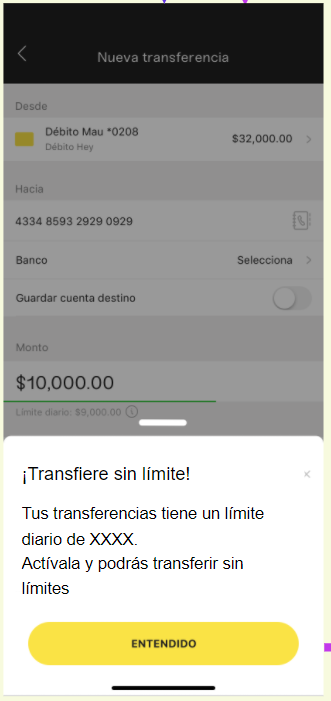 Nueva transferencia
Desde
Débito Mau *0208
$32,000.00
Débito Hey
Hacia
4334 8593 2929 0929
Banco
Selecciona
Guardar cuenta destino
Monto
$10,000.00
Límite diario: $9,000.00
¡Transfiere sin límite!
Tus transferencias tiene un límite
diario de XXXX.
Actívala y podrás transferir sin
límites
ENTENDIDO